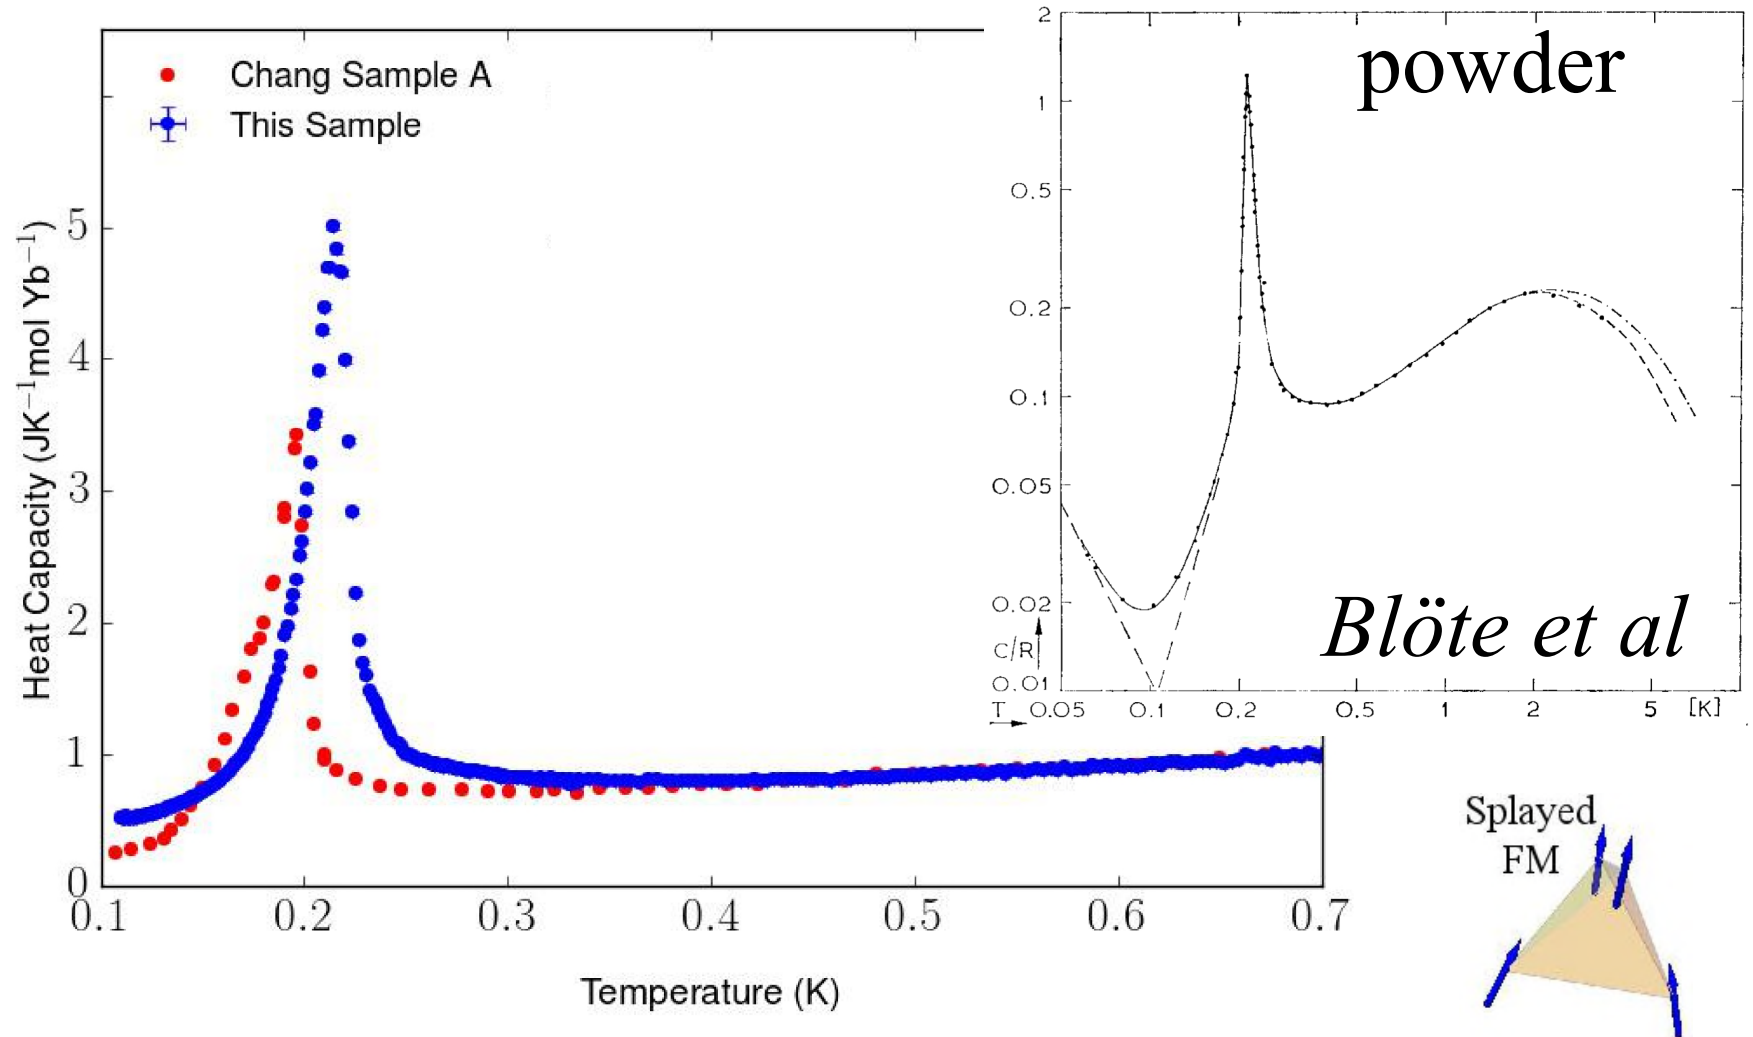 Chang Sample A
This Sample
Heat Capacity (JK⁻¹mol Yb⁻¹)
5
4
3
2
1
0
0.1 0.2 0.3 0.4 0.5 0.6 0.7
Temperature (K)
powder
2
1
0.5
0.2
0.1
0.05
0.02
C/R
0.01
T 0.05 0.1 0.2 0.5 1 2 5 [K]
Blöte et al
Splayed
FM